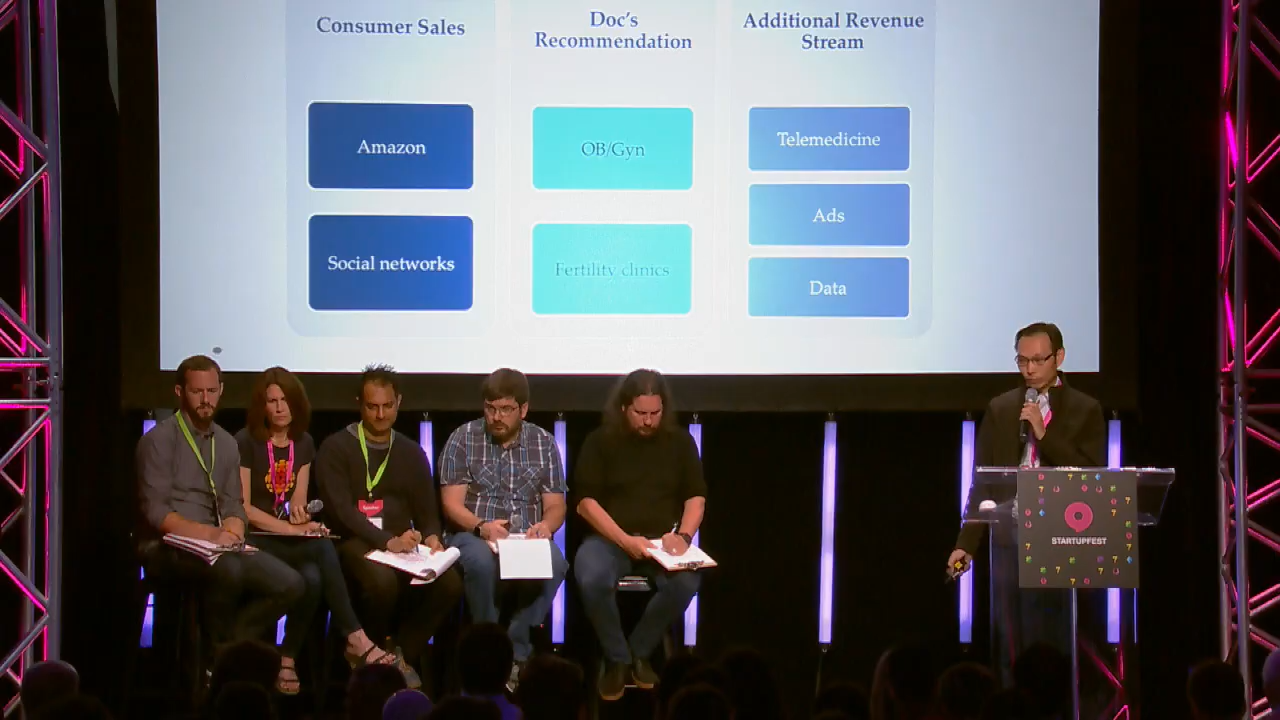 Consumer Sales
Doc's
Recommendation
Additional Revenue
Stream
Amazon
OB/Gyn
Telemedicine
Social networks
Fertility clinics
Ads
Data
STARTUPFEST